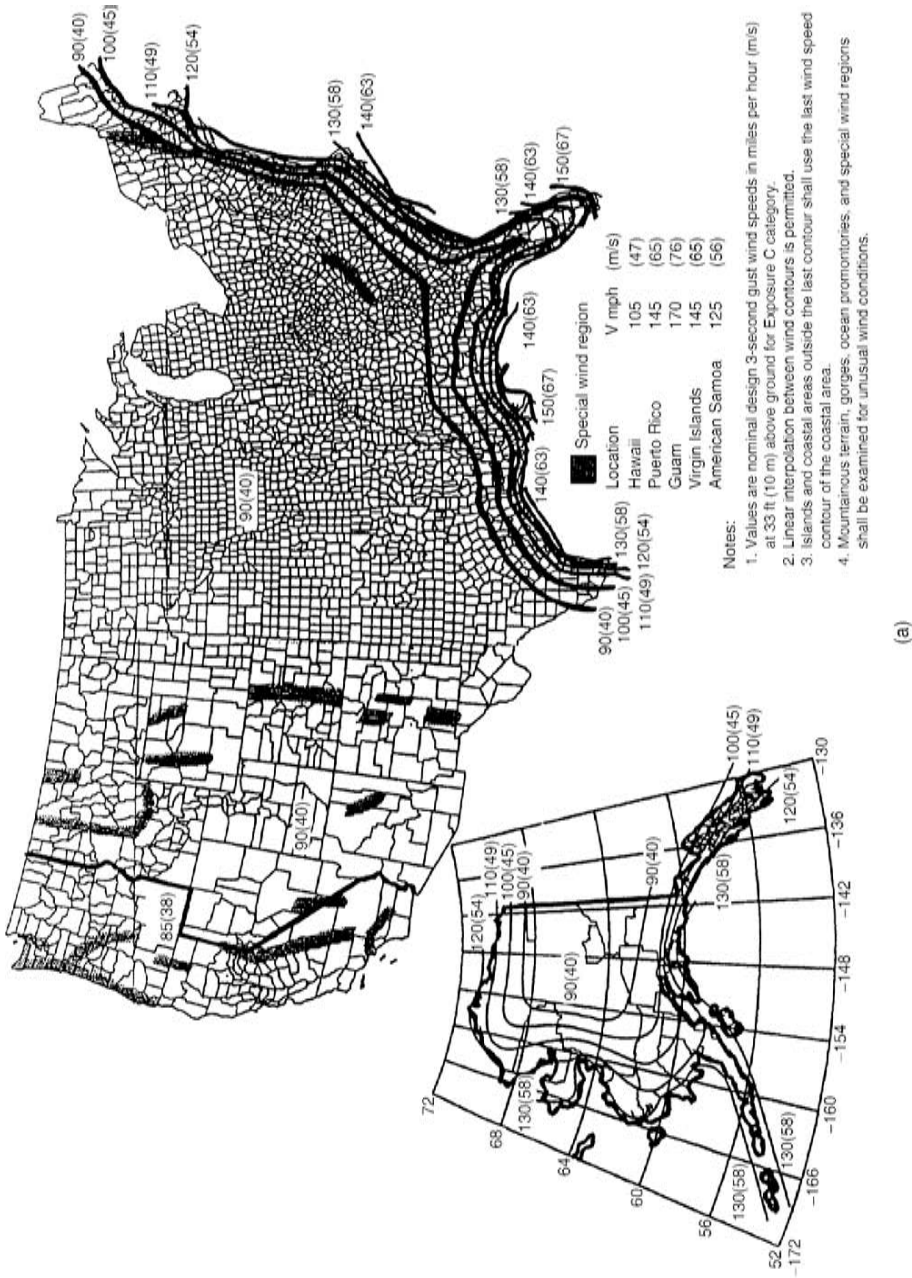 90(40)
100(45)
110(49)
120(54)
130(58)
140(63)
130(58)
140(63)
150(67)
140(63)
150(67)
140(63)
90(40)
90(40)
85(38)
90(40)
100(45)
110(49)
120(54)
130(58)
Special wind region
Location V mph (m/s)
Hawaii 105 (47)
Puerto Rico 145 (65)
Guam 170 (76)
Virgin Islands 145 (65)
American Samoa 125 (56)
Notes:
1. Values are nominal design 3-second gust wind speeds in miles per hour (m/s)
at 33 ft (10 m) above ground for Exposure C category.
2. Linear interpolation between wind contours is permitted.
3. Islands and coastal areas outside the last contour shall use the last wind speed
contour of the coastal area.
4. Mountainous terrain, gorges, ocean promontories, and special wind regions
shall be examined for unusual wind conditions.
72
68
64
60
56
52
120(54)
110(49)
100(45)
90(40)
90(40)
90(40)
130(58)
130(58)
130(58)
130(58)
100(45)
110(49)
120(54)
-172
-166
-160
-154
-148
-142
-136
-130
(a)